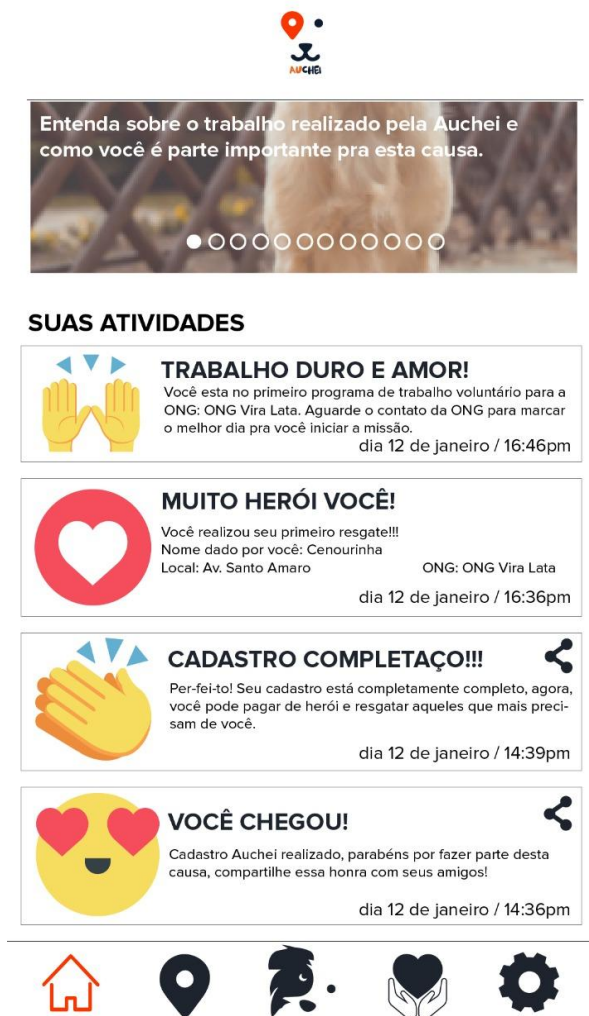 AUCHEI
Entenda sobre o trabalho realizado pela Auchei e
como você é parte importante pra esta causa.
SUAS ATIVIDADES
TRABALHO DURO E AMOR!
Você esta no primeiro programa de trabalho voluntário para a
ONG: ONG Vira Lata. Aguarde o contato da ONG para marcar
o melhor dia pra você iniciar a missão.
dia 12 de janeiro / 16:46pm
MUITO HERÓI VOCÊ!
Você realizou seu primeiro resgate!!!
Nome dado por você: Cenourinha
Local: Av. Santo Amaro ONG: ONG Vira Lata
dia 12 de janeiro / 16:36pm
CADASTRO COMPLETAÇO!!!
Per-fei-to! Seu cadastro está completamente completo, agora,
você pode pagar de herói e resgatar aqueles que mais preci-
sam de você.
dia 12 de janeiro / 14:39pm
VOCÊ CHEGOU!
Cadastro Auchei realizado, parabéns por fazer parte desta
causa, compartilhe essa honra com seus amigos!
dia 12 de janeiro / 14:36pm